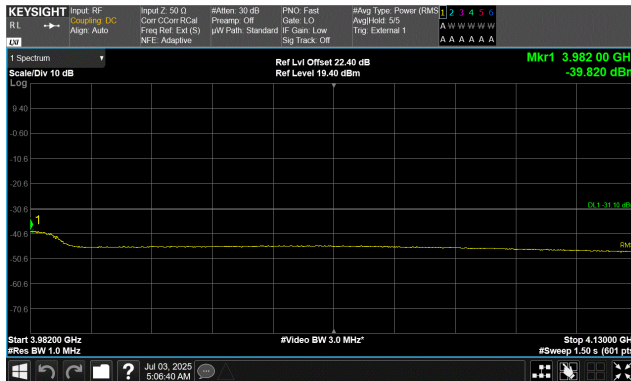 KEYSIGHT Input: RF Input Z: 50 Ω #Atten: 30 dB PNO: Fast #Avg Type: Power (RMS 1 2 3 4 5 6
RL Coupling: DC Corr CCorr RCal Preamp: Off Gate: LO Avg|Hold: 5/5 A W W W W W
Align: Auto Freq Ref: Ext (S) µW Path: Standard IF Gain: Low Trig: External 1
LXI NFE: Adaptive Sig Track: Off A A A A A A
1 Spectrum Ref Lvl Offset 22.40 dB Mkr1 3.982 00 GH
Scale/Div 10 dB Ref Level 19.40 dBm -39.820 dBr
Log
9.40
-0.60
-10.6
-20.6
DL1 -31.10 dB
-30.6
1
-40.6
RMS
-50.6
-60.6
-70.6
Start 3.98200 GHz #Video BW 3.0 MHz* Stop 4.13000 GH
#Res BW 1.0 MHz #Sweep 1.50 s (601 pts
? Jul 03, 2025
5:06:40 AM